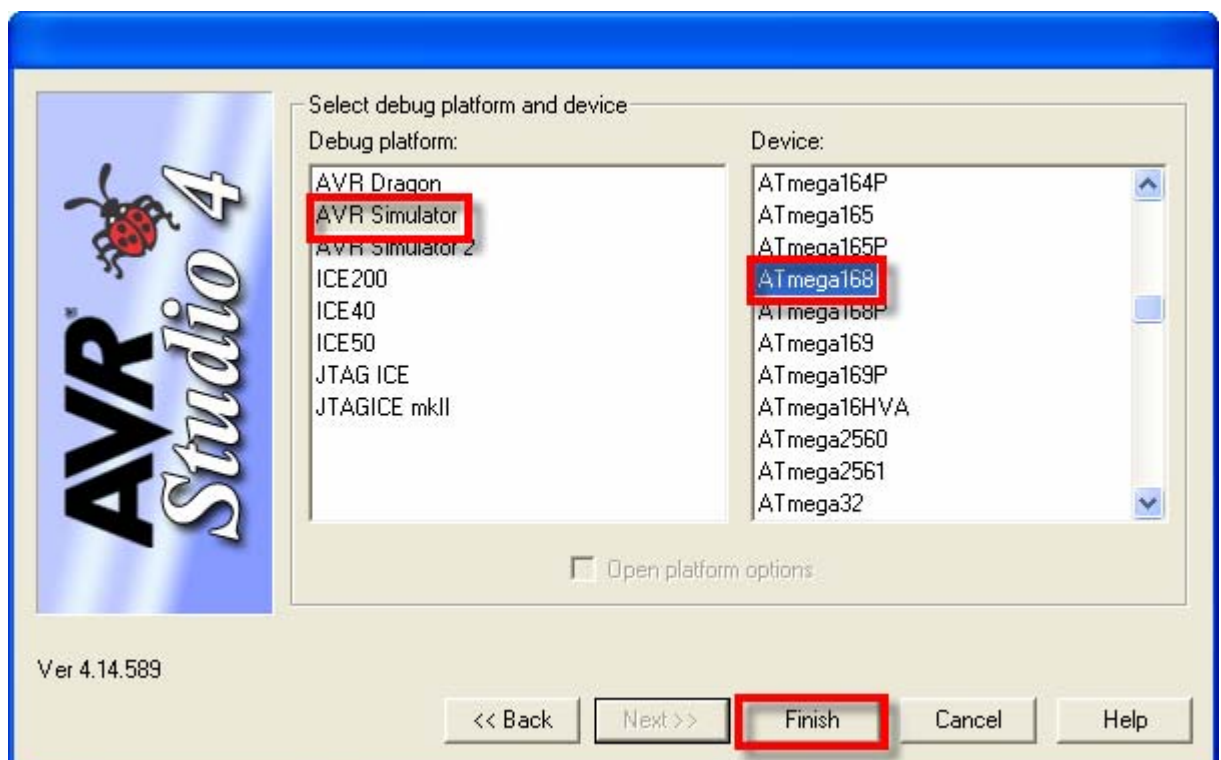 Select debug platform and device
Debug platform:
AVR Dragon
AVR Simulator
AVR Simulator 2
ICE200
ICE40
ICE50
JTAG ICE
JTAGICE mkII
Device:
ATmega164P
ATmega165
ATmega165P
ATmega168
ATmega168P
ATmega169
ATmega169P
ATmega16HVA
ATmega2560
ATmega2561
ATmega32
Open platform options
AVR®
Studio 4
Ver 4.14.589
<< Back
Next >>
Finish
Cancel
Help